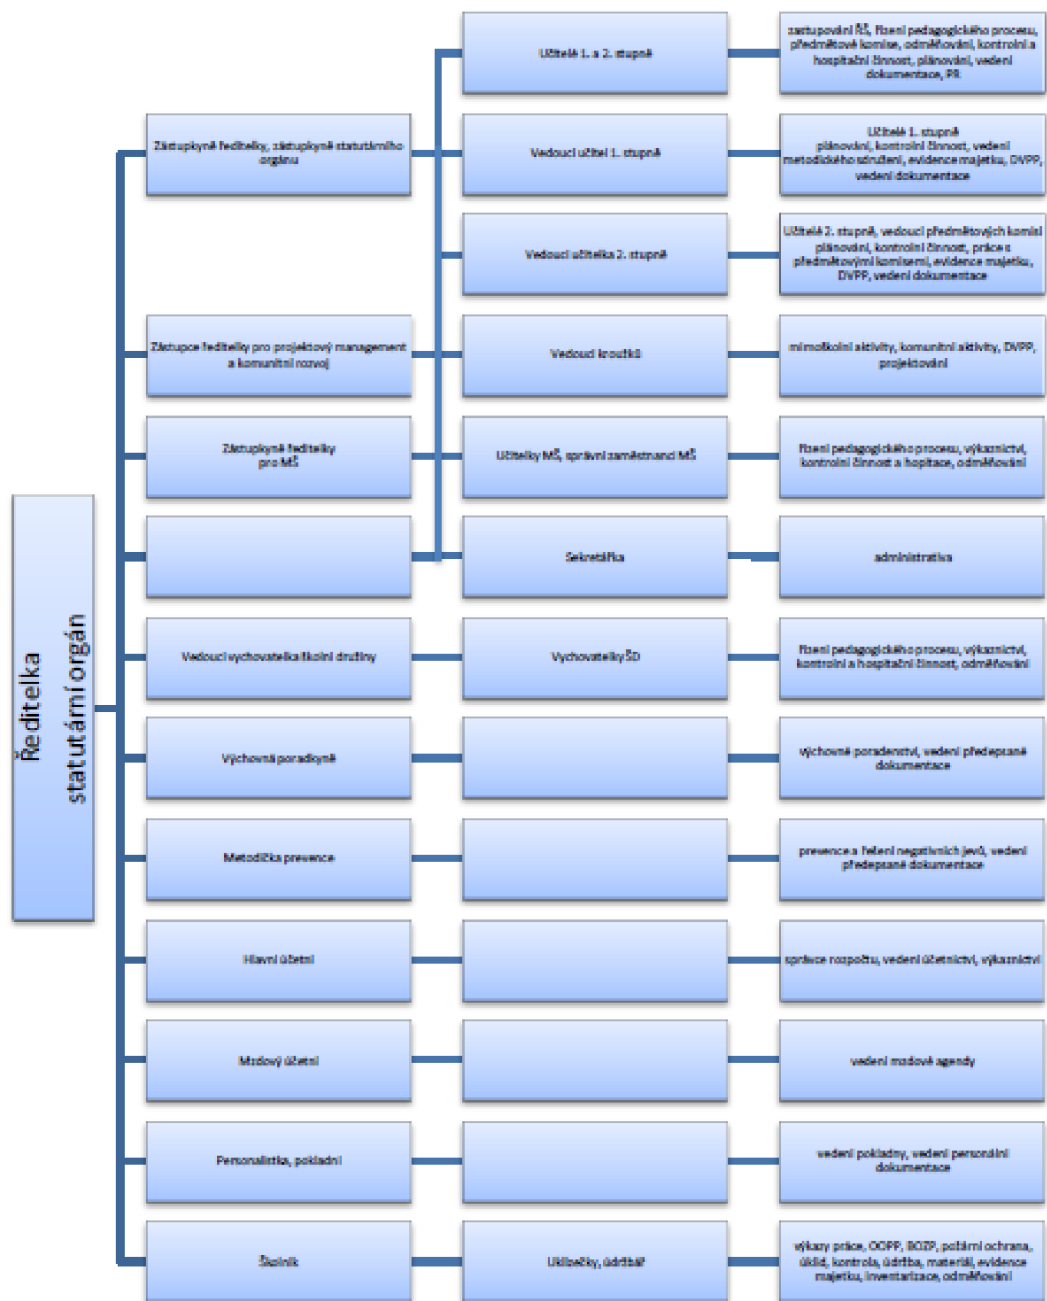 Ředitelka
statutární orgán
Zástupkyně ředitelky, zástupkyně statutárního
orgánu
Učitelé 1. a 2. stupně
zastupování ŘŠ, řízení pedagogického procesu,
předmětové komise, odměňování, kontrolní a
hospitační činnost, plánování, vedení
dokumentace, PR
Vedoucí učitel 1. stupně
Učitelé 1. stupně
plánování, kontrolní činnost, vedení
metodického sdružení, evidence majetku, DVPP,
vedení dokumentace
Vedoucí učitelka 2. stupně
Učitelé 2. stupně, vedoucí předmětových komisí
plánování, kontrolní činnost, práce s
předmětovými komisemi, evidence majetku,
DVPP, vedení dokumentace
Zástupce ředitelky pro projektový management
a komunitní rozvoj
Vedoucí kroužků
mimoškolní aktivity, komunitní aktivity, DVPP,
projektování
Zástupkyně ředitelky
pro MŠ
Učitelky MŠ, správní zaměstnanci MŠ
řízení pedagogického procesu, výkaznictví,
kontrolní činnost a hopitace, odměňování
Sekretářka
administrativa
Vedoucí vychovatelka školní družiny
Vychovatelky ŠD
řízení pedagogického procesu, výkaznictví,
kontrolní a hospitační činnost, odměňování
Výchovná poradkyně
výchovné poradenství, vedení předepsané
dokumentace
Metodička prevence
prevence a řešení negativních jevů, vedení
předepsané dokumentace
Hlavní účetní
správce rozpočtu, vedení účetnictví, výkaznictví
Mzdový účetní
vedení mzdové agendy
Personalistka, pokladní
vedení pokladny, vedení personální
dokumentace
Školník
Uklízečky, údržbář
výkazy práce, OOPP, BOZP, požární ochrana,
úklid, kontrola, údržba, materiál, evidence
majetku, inventarizace, odměňování